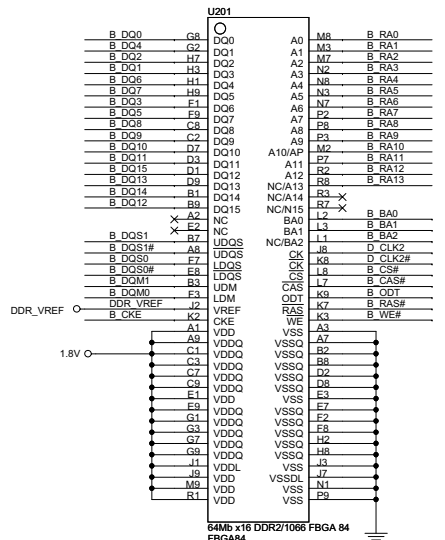 U201
B_DQ0 G8 DQ0 A0 M8 B_RA0
B_DQ4 G2 DQ1 A1 M3 B_RA1
B_DQ2 H7 DQ2 A2 M7 B_RA2
B_DQ1 H3 DQ3 A3 N2 B_RA3
B_DQ6 H1 DQ4 A4 N8 B_RA4
B_DQ7 H9 DQ5 A5 N3 B_RA5
B_DQ3 F1 DQ6 A6 N7 B_RA6
B_DQ5 F9 DQ7 A7 P2 B_RA7
B_DQ8 C8 DQ8 A8 P8 B_RA8
B_DQ9 C2 DQ9 A9 P3 B_RA9
B_DQ10 D7 DQ10 A10/AP M2 B_RA10
B_DQ11 D3 DQ11 A11 P7 B_RA11
B_DQ15 D1 DQ12 A12 R2 B_RA12
B_DQ13 D9 DQ13 NC/A13 R8 B_RA13
B_DQ14 B1 DQ14 NC/A14 R3
B_DQ12 B9 DQ15 NC/N15 R7
A2 NC BA0 L2 B_BA0
E2 NC BA1 L3 B_BA1
B_DQS1 B7 UDQS NC/BA2 L1 B_BA2
B_DQS1# A8 UDQS CK J8 D_CLK2
B_DQS0 F7 LDQS CK K8 D_CLK2#
B_DQS0# E8 LDQS CS L8 B_CS#
B_DQM1 B3 UDM CAS L7 B_CAS#
B_DQM0 F3 LDM ODT K9 B_ODT
DDR_VREF DDR_VREF J2 VREF RAS K7 B_RAS#
B_CKE K2 CKE WE K3 B_WE#
A1 VDD VSS A3
A9 VDDQ VSSQ A7
1.8V C1 VDDQ VSSQ B2
C3 VDDQ VSSQ B8
C7 VDDQ VSSQ D2
C9 VDDQ VSSQ D8
E1 VDD VSS E3
E9 VDDQ VSSQ E7
G1 VDDQ VSSQ F2
G3 VDDQ VSSQ F8
G7 VDDQ VSSQ H2
G9 VDDQ VSSQ H8
J1 VDDL VSS J3
J9 VDD VSSDL J7
M9 VDD VSS N1
R1 VDD VSS P9
64Mb x16 DDR2/1066 FBGA 84
FBGA84